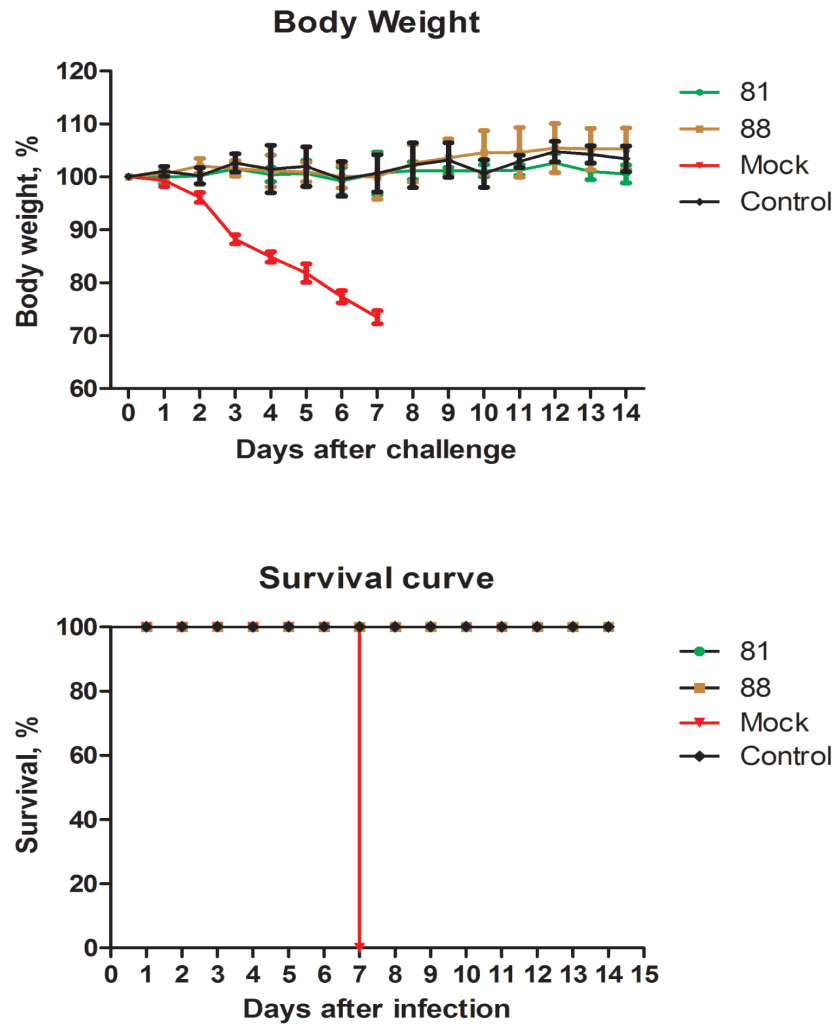 Body Weight
120
110
100
90
80
70
60
Body weight, %
0 1 2 3 4 5 6 7 8 9 10 11 12 13 14
Days after challenge
81
88
Mock
Control
Survival curve
100
80
60
40
20
0
Survival, %
0 1 2 3 4 5 6 7 8 9 10 11 12 13 14 15
Days after infection
81
88
Mock
Control